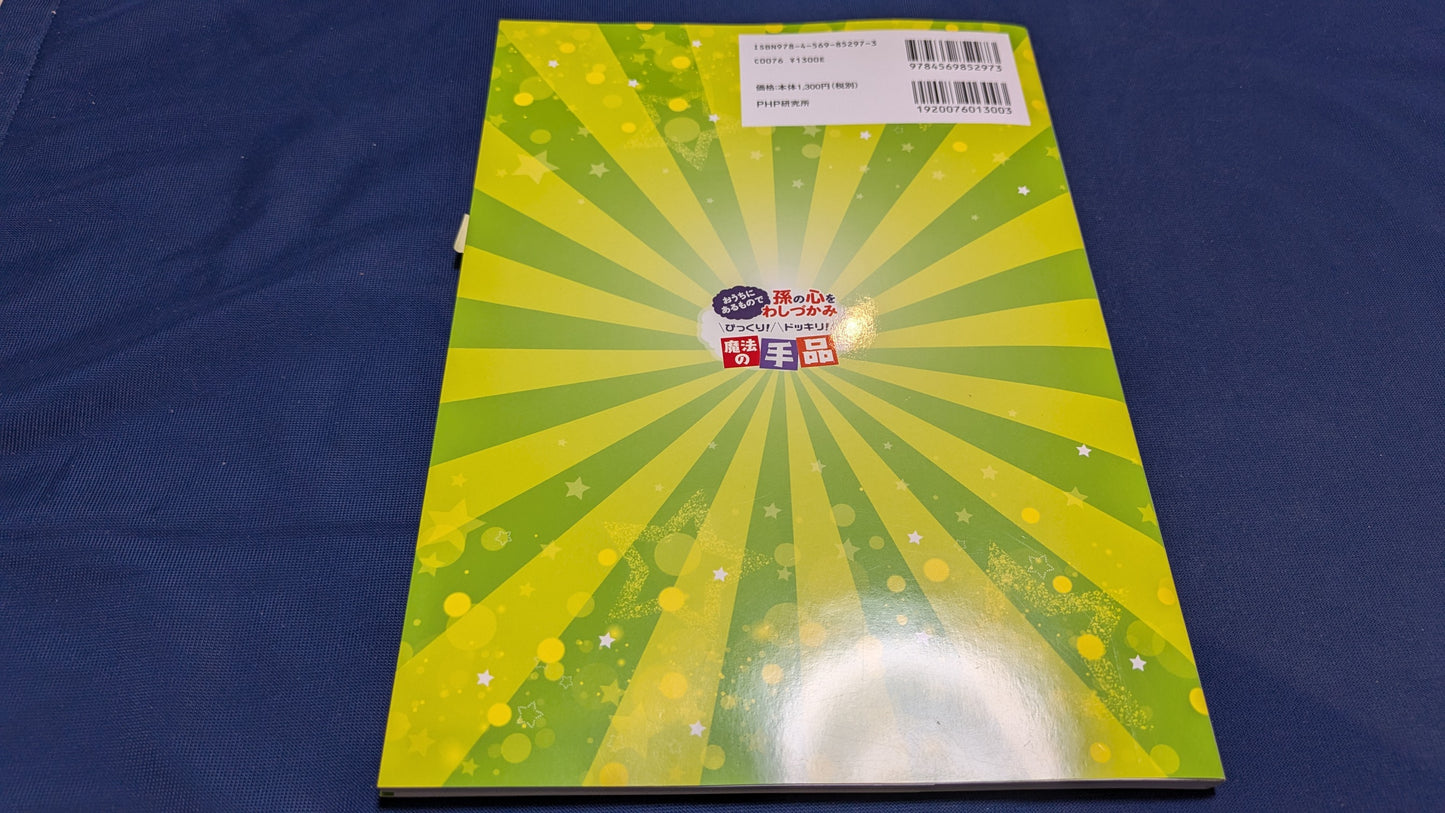 ISBN978-4-569-85297-3
C0076 ¥1300E
9784569852973
価格:本体1,300円(税別)
PHP研究所
1920076013003
おうちに
あるもので
孫の心を
わしづかみ
びっくり! ドッキリ!
魔法の手品